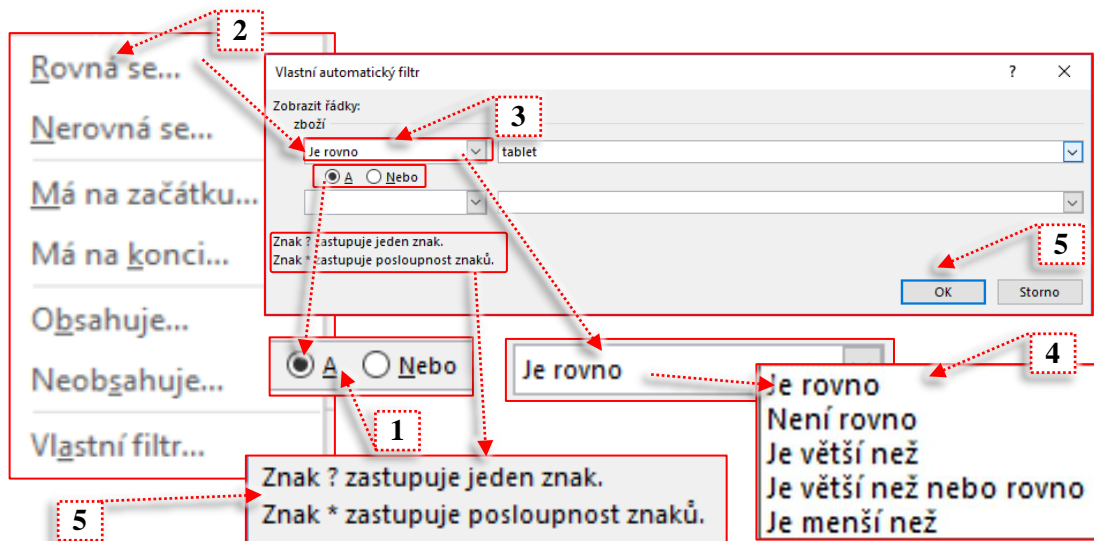 2
Rovná se...
Nerovná se...
Má na začátku...
Má na konci...
Obsahuje...
Neobsahuje...
Vlastní filtr...
Vlastní automatický filtr
? ×
Zobrazit řádky:
zboží
3
Je rovno
tablet
A Nebo
Znak ? zastupuje jeden znak.
Znak * zastupuje posloupnost znaků.
5
OK Storno
A Nebo
1
Je rovno
4
Je rovno
Není rovno
Je větší než
Je větší než nebo rovno
Je menší než
5
Znak ? zastupuje jeden znak.
Znak * zastupuje posloupnost znaků.